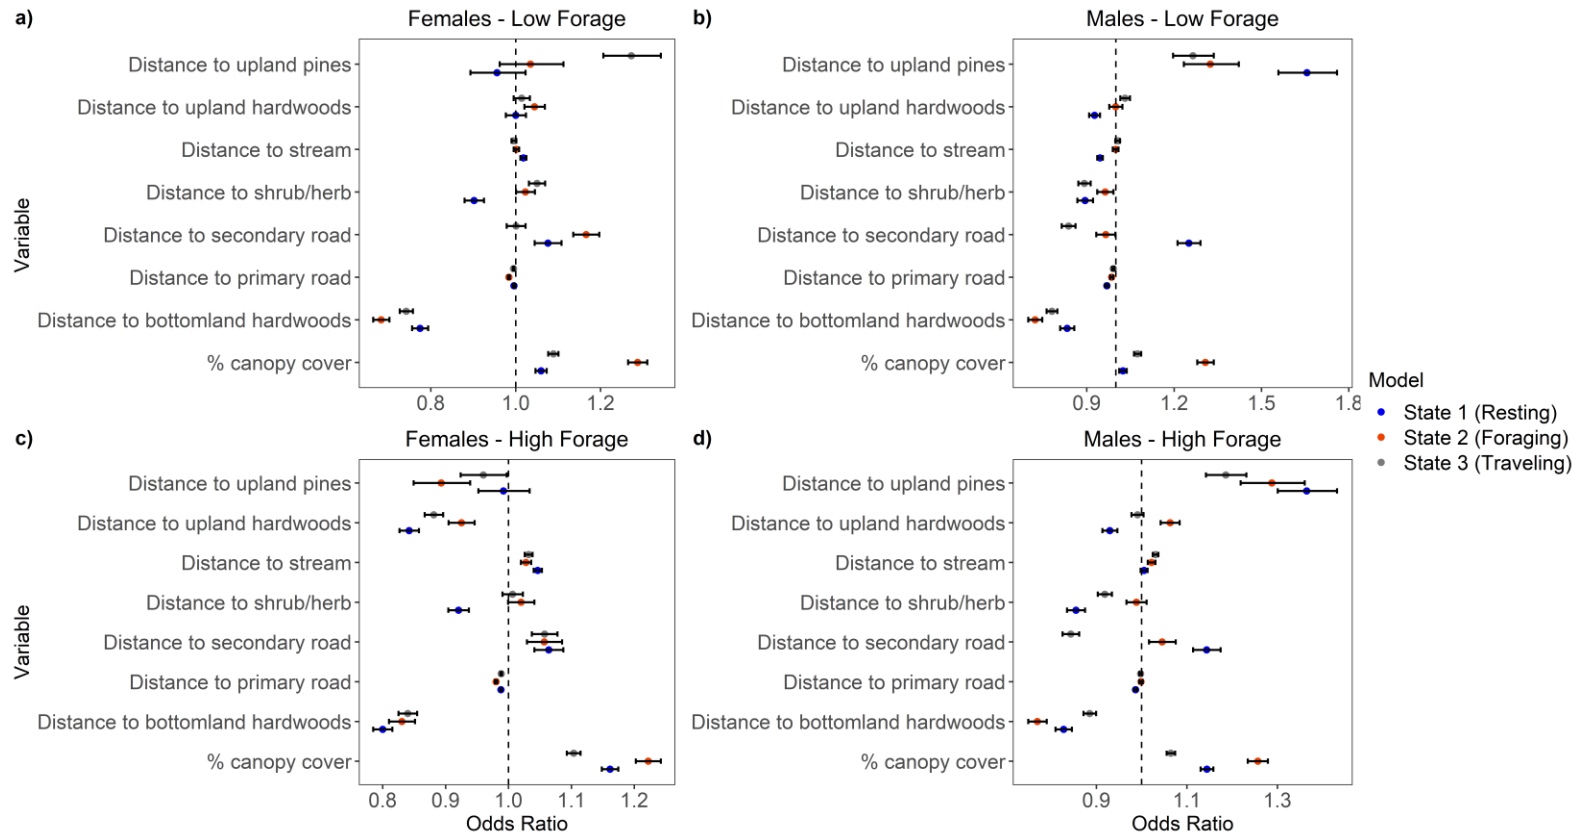 a)
Females - Low Forage
Distance to upland pines
Distance to upland hardwoods
Distance to stream
Distance to shrub/herb
Distance to secondary road
Distance to primary road
Distance to bottomland hardwoods
% canopy cover
Variable
0.8 1.0 1.2
b)
Males - Low Forage
Distance to upland pines
Distance to upland hardwoods
Distance to stream
Distance to shrub/herb
Distance to secondary road
Distance to primary road
Distance to bottomland hardwoods
% canopy cover
0.9 1.2 1.5 1.8
Model
State 1 (Resting)
State 2 (Foraging)
State 3 (Traveling)
c)
Females - High Forage
Distance to upland pines
Distance to upland hardwoods
Distance to stream
Distance to shrub/herb
Distance to secondary road
Distance to primary road
Distance to bottomland hardwoods
% canopy cover
Variable
0.8 0.9 1.0 1.1 1.2
Odds Ratio
d)
Males - High Forage
Distance to upland pines
Distance to upland hardwoods
Distance to stream
Distance to shrub/herb
Distance to secondary road
Distance to primary road
Distance to bottomland hardwoods
% canopy cover
0.9 1.1 1.3
Odds Ratio